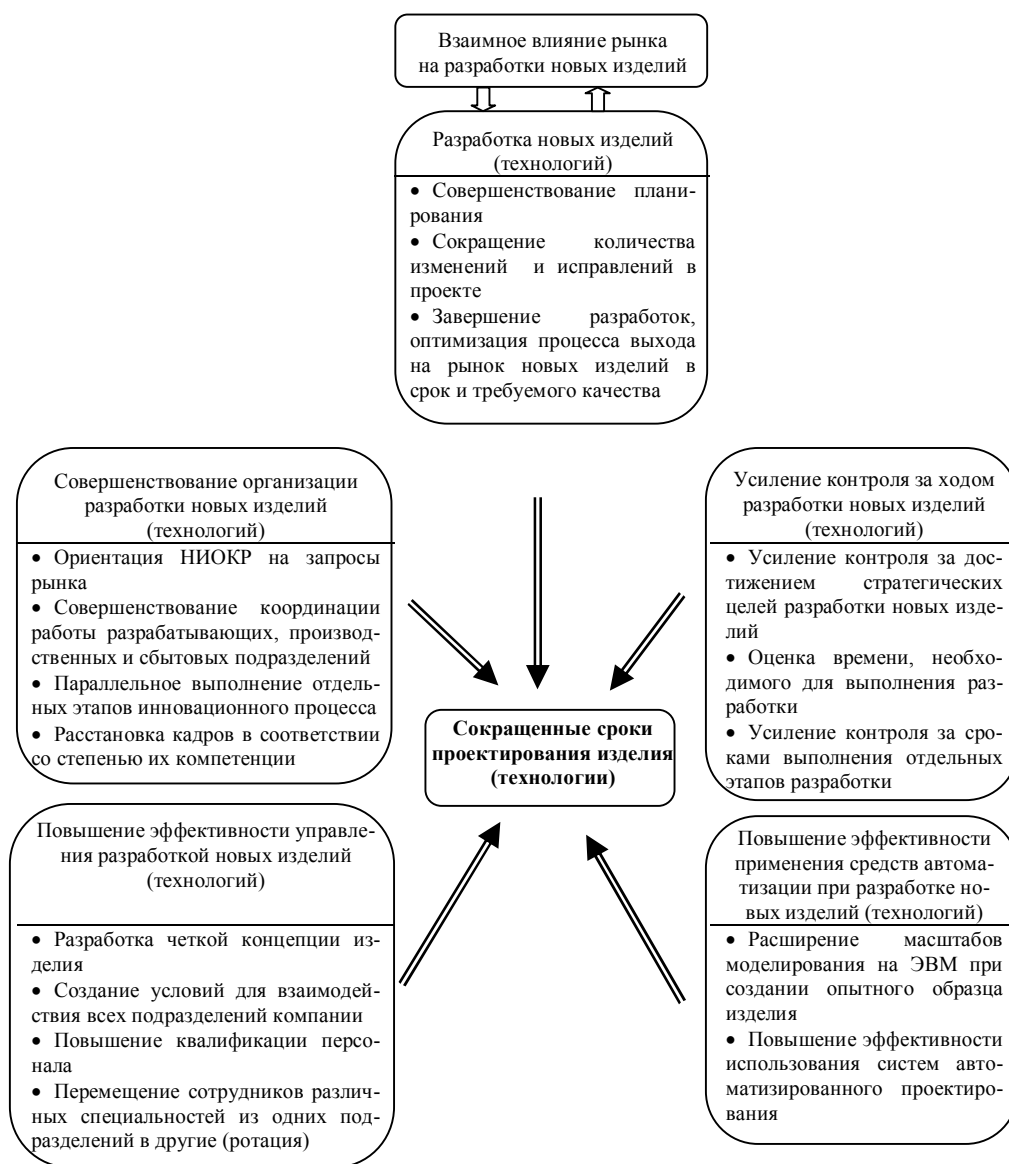 Взаимное влияние рынка
на разработки новых изделий
Разработка новых изделий
(технологий)
• Совершенствование плани-
рования
• Сокращение количества
изменений и исправлений в
проекте
• Завершение разработок,
оптимизация процесса выхода
на рынок новых изделий в
срок и требуемого качества
Совершенствование организации
разработки новых изделий
(технологий)
• Ориентация НИОКР на запросы
рынка
• Совершенствование координации
работы разрабатывающих, производ-
ственных и сбытовых подразделений
• Параллельное выполнение отдель-
ных этапов инновационного процесса
• Расстановка кадров в соответствии
со степенью их компетенции
Усиление контроля за ходом
разработки новых изделий
(технологий)
• Усиление контроля за дос-
тижением стратегических
целей разработки новых изде-
лий
• Оценка времени, необхо-
димого для выполнения раз-
работки
• Усиление контроля за сро-
ками выполнения отдельных
этапов разработки
Сокращенные сроки
проектирования изделия
(технологии)
Повышение эффективности управле-
ния разработкой новых изделий
(технологий)
• Разработка четкой концепции из-
делия
• Создание условий для взаимодей-
ствия всех подразделений компании
• Повышение квалификации персо-
нала
• Перемещение сотрудников различ-
ных специальностей из одних под-
разделений в другие (ротация)
Повышение эффективности
применения средств автома-
тизации при разработке но-
вых изделий (технологий)
• Расширение масштабов
моделирования на ЭВМ при
создании опытного образца
изделия
• Повышение эффективности
использования систем авто-
матизированного проектиро-
вания